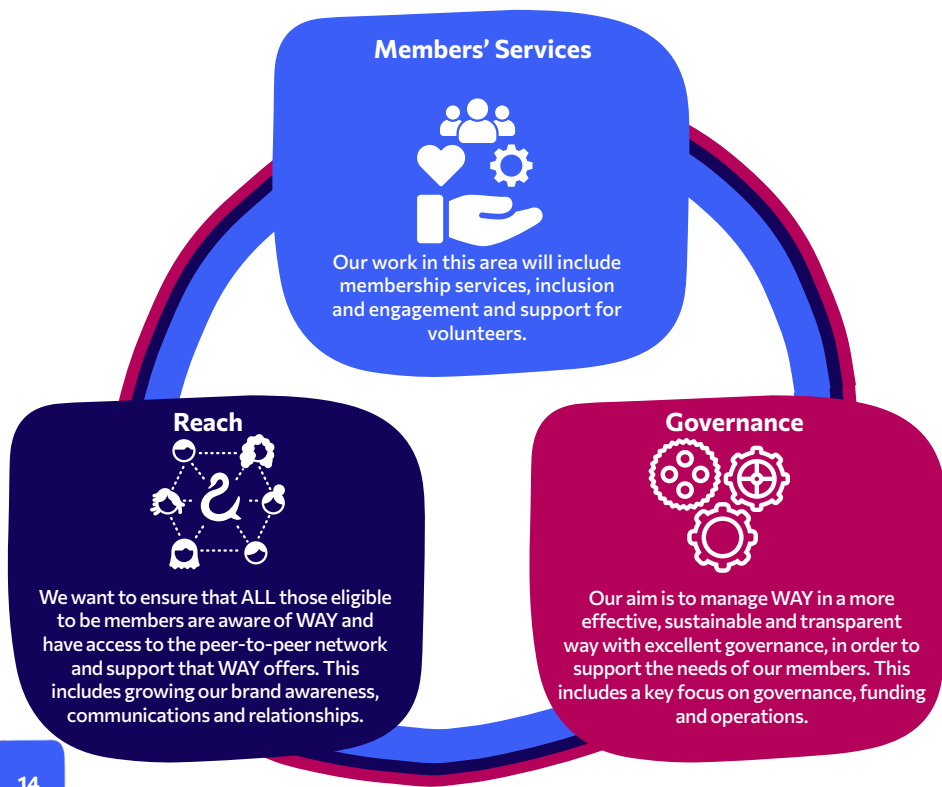 Members’ Services
Our work in this area will include
membership services, inclusion
and engagement and support for
volunteers.
Reach
We want to ensure that ALL those eligible
to be members are aware of WAY and
have access to the peer-to-peer network
and support that WAY offers. This
includes growing our brand awareness,
communications and relationships.
Governance
Our aim is to manage WAY in a more
effective, sustainable and transparent
way with excellent governance, in order to
support the needs of our members. This
includes a key focus on governance, funding
and operations.
14